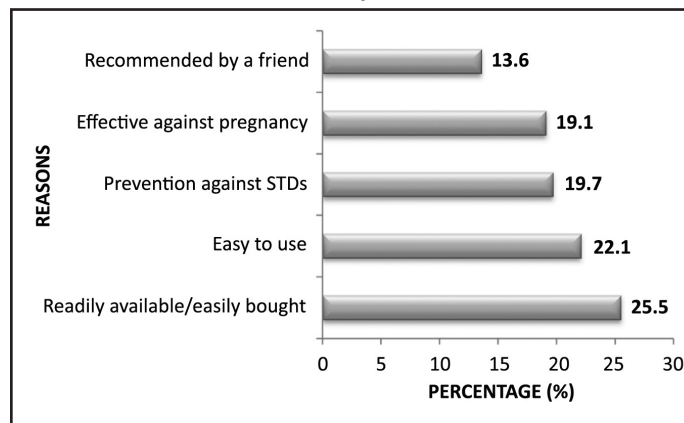 Recommended by a friend 13.6
Effective against pregnancy 19.1
Prevention against STDs 19.7
Easy to use 22.1
Readily available/easily bought 25.5
REASONS
0 5 10 15 20 25 30
PERCENTAGE (%)